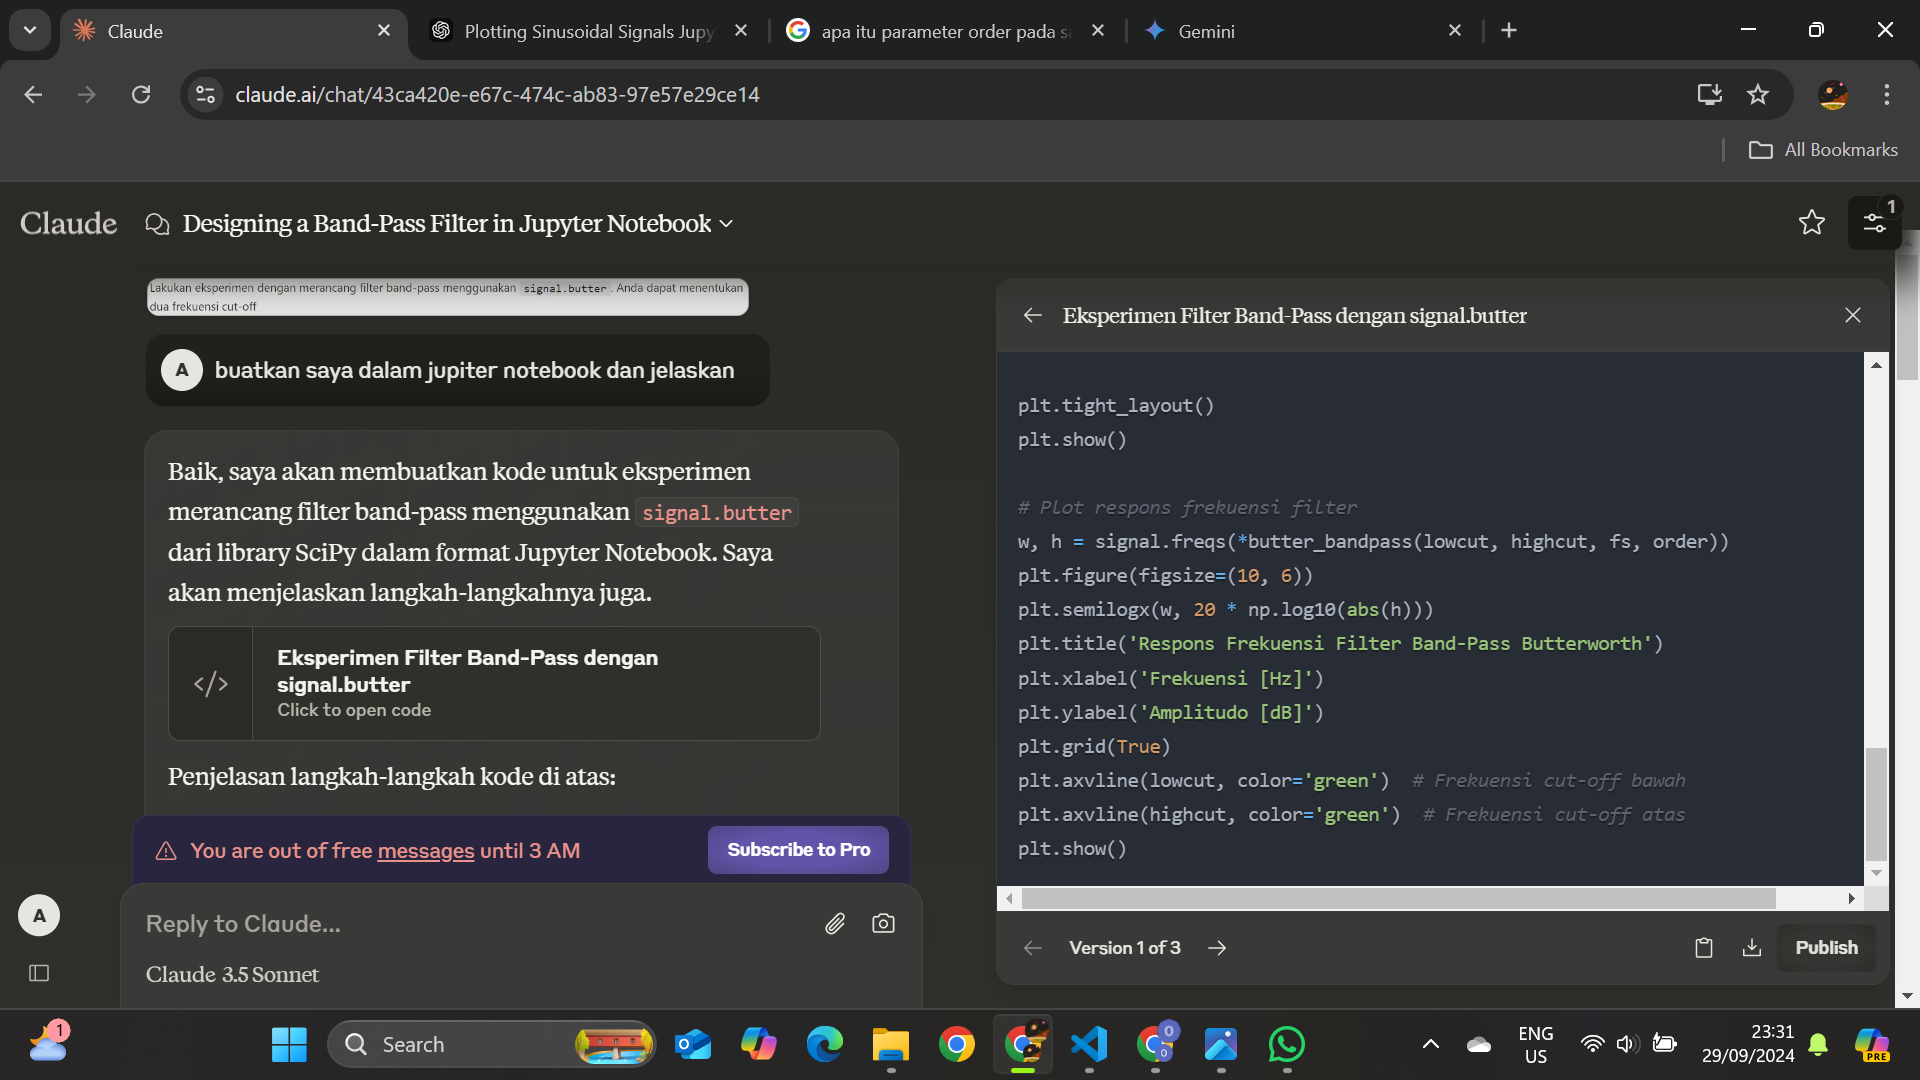 Claude
Plotting Sinusoidal Signals Jupy
apa itu parameter order pada sa
Gemini
claude.ai/chat/43ca420e-e67c-474c-ab83-97e57e29ce14
All Bookmarks
Claude
Designing a Band-Pass Filter in Jupyter Notebook
1
Lakukan eksperimen dengan merancang filter band-pass menggunakan signal.butter . Anda dapat menentukan
dua frekuensi cut-off
A
buatkan saya dalam jupiter notebook dan jelaskan
Baik, saya akan membuatkan kode untuk eksperimen
merancang filter band-pass menggunakan signal.butter
dari library SciPy dalam format Jupyter Notebook. Saya
akan menjelaskan langkah-langkahnya juga.
</>
Eksperimen Filter Band-Pass dengan
signal.butter
Click to open code
Penjelasan langkah-langkah kode di atas:
You are out of free messages until 3 AM
Subscribe to Pro
A
Reply to Claude...
Claude 3.5 Sonnet
Eksperimen Filter Band-Pass dengan signal.butter
plt.tight_layout()
plt.show()
# Plot respons frekuensi filter
w, h = signal.freqs(*butter_bandpass(lowcut, highcut, fs, order))
plt.figure(figsize=(10, 6))
plt.semilogx(w, 20 * np.log10(abs(h)))
plt.title('Respons Frekuensi Filter Band-Pass Butterworth')
plt.xlabel('Frekuensi [Hz]')
plt.ylabel('Amplitudo [dB]')
plt.grid(True)
plt.axvline(lowcut, color='green')  # Frekuensi cut-off bawah
plt.axvline(highcut, color='green')  # Frekuensi cut-off atas
plt.show()
Version 1 of 3
Publish
1
Search
0
0
ENG
US
23:31
29/09/2024
PRE